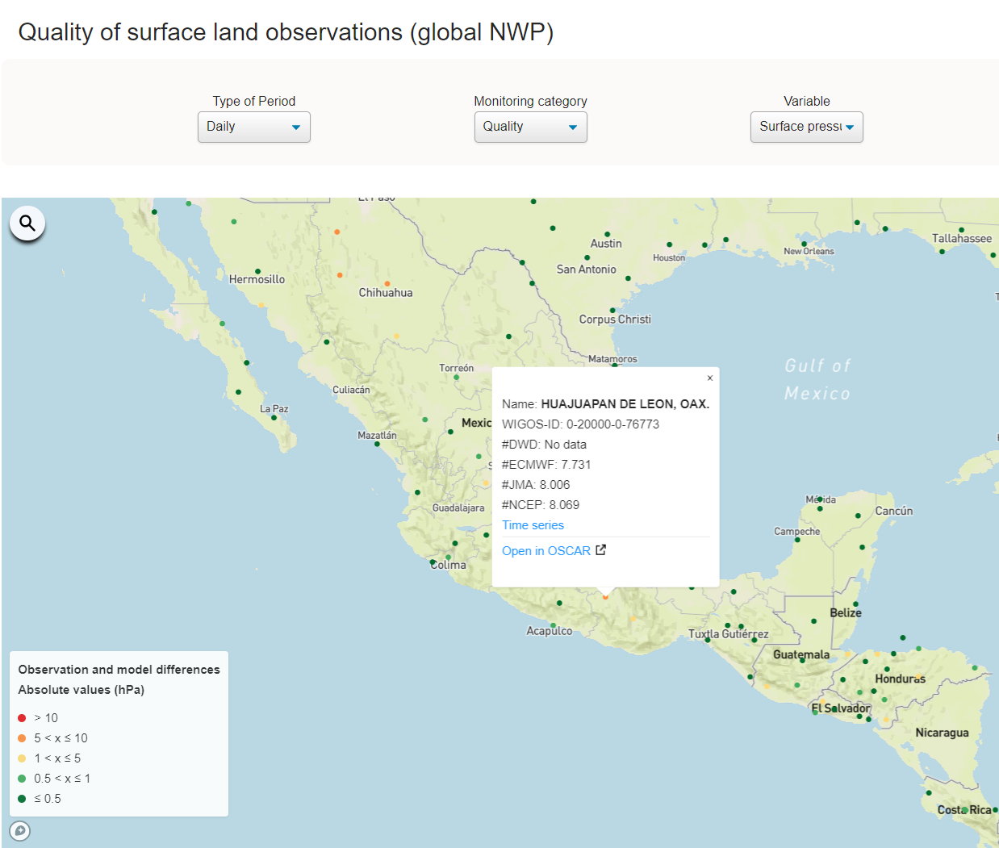 Quality of surface land observations (global NWP)
Type of Period
Monitoring category
Variable
Daily
Quality
Surface press
El Paso
Tallahassee
Austin
New Orleans
Houston
San Antonio
Hermosillo
Chihuahua
Corpus Christi
Matamoros
Torreón
Gulf of
Mexico
Culiacán
La Paz
Mexic
Mazatlán
Guadalajara
Colima
Name: HUAJUAPAN DE LEON, OAX.
WIGOS-ID: 0-20000-0-76773
#DWD: No data
#ECMWF: 7.731
#JMA: 8.006
#NCEP: 8.069
Time series
Open in OSCAR
Mérida
Cancún
Campeche
Belize
Acapulco
Tuxtla Gutiérrez
Guatemala
Honduras
El Salvador
Nicaragua
Costa Rica
Observation and model differences
Absolute values (hPa)
> 10
5 < x ≤ 10
1 < x ≤ 5
0.5 < x ≤ 1
≤ 0.5